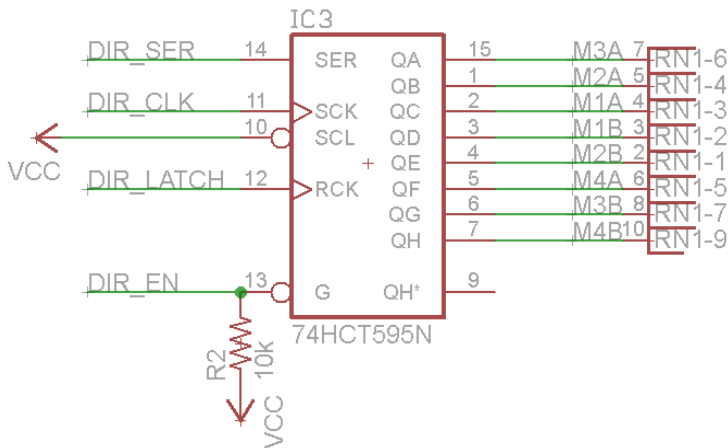 IC3
DIR_SER 14 SER QA 15 M3A 7 RN1-6
QB 1 M2A 5 RN1-4
DIR_CLK 11 SCK QC 2 M1A 4 RN1-3
VCC 10 SCL QD 3 M1B 3 RN1-2
QE 4 M2B 2 RN1-1
DIR_LATCH 12 RCK QF 5 M4A 6 RN1-5
QG 6 M3B 8 RN1-7
QH 7 M4B 10 RN1-9
DIR_EN 13 G QH* 9
74HCT595N
R2
10k
VCC